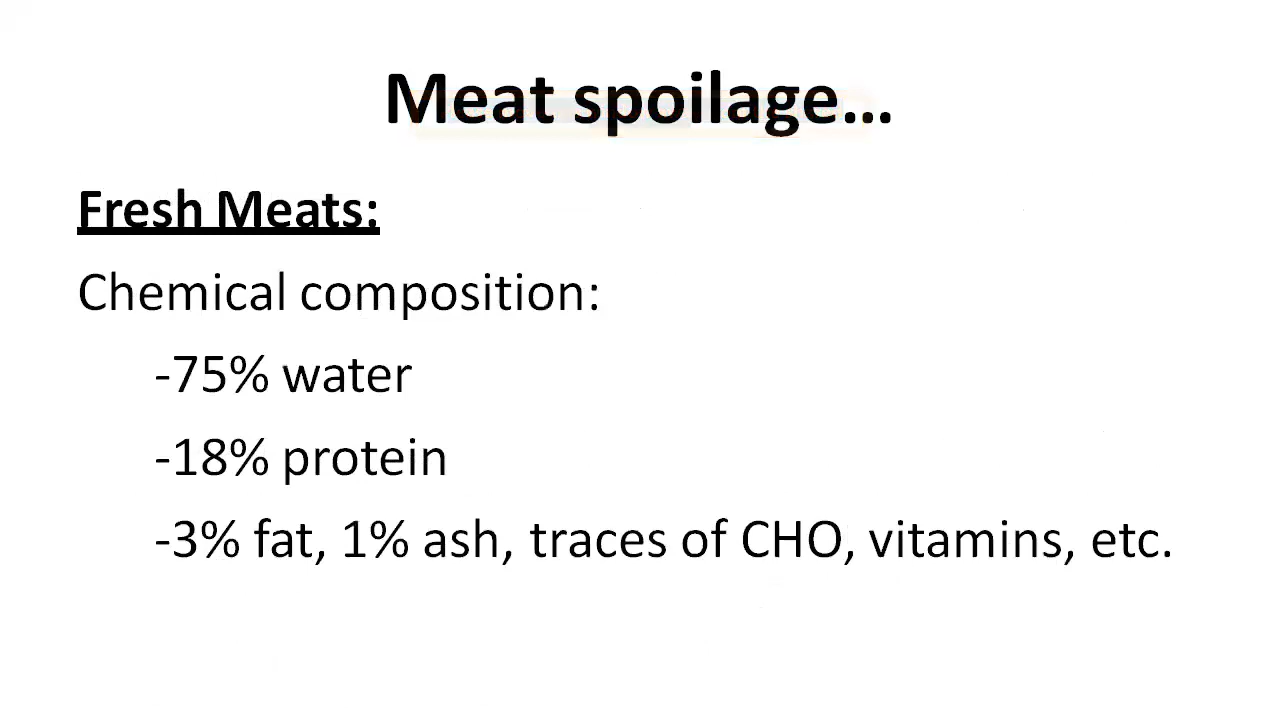 Meat spoilage...
Fresh Meats:
Chemical composition:
-75% water
-18% protein
-3% fat, 1% ash, traces of CHO, vitamins, etc.